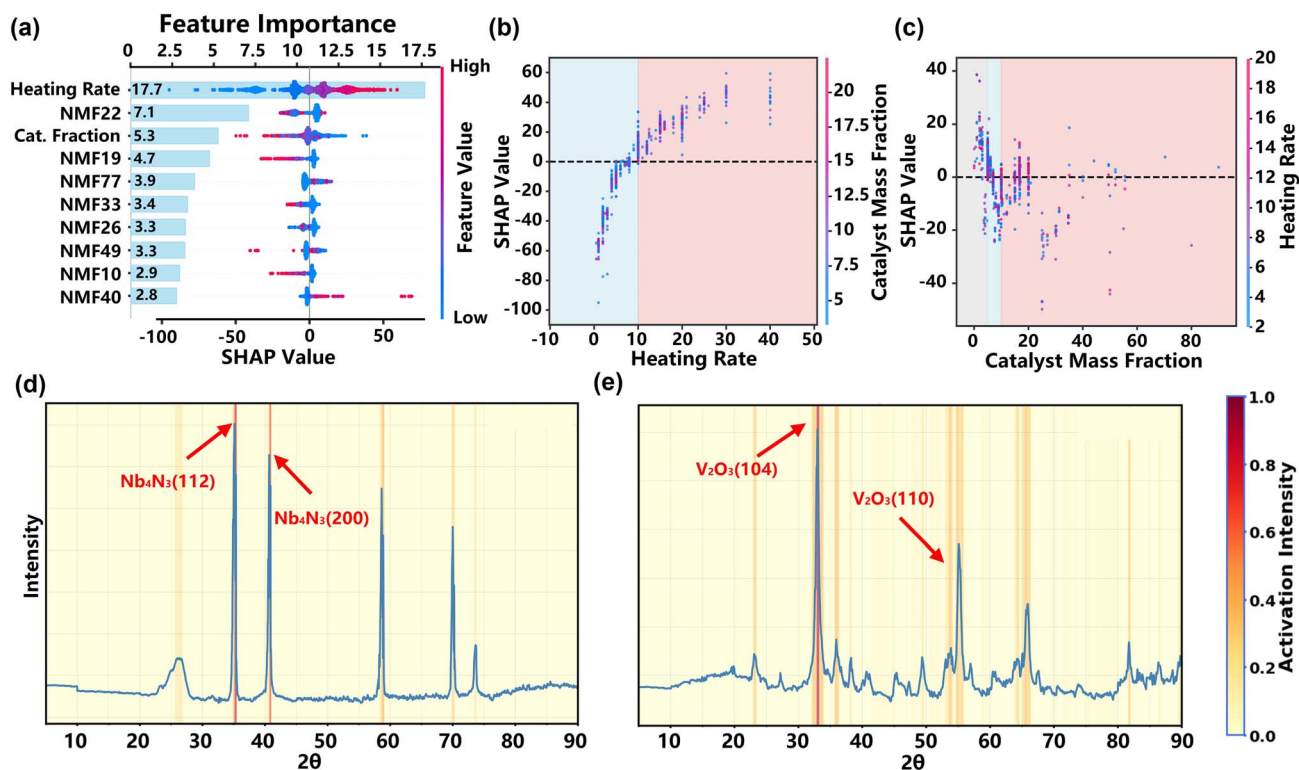 (a)
Feature Importance
0 2.5 5 7.5 10 12.5 15 17.5
Heating Rate 17.7
NMF22 7.1
Cat. Fraction 5.3
NMF19 4.7
NMF77 3.9
NMF33 3.4
NMF26 3.3
NMF49 3.3
NMF10 2.9
NMF40 2.8
-100 -50 0 50
SHAP Value
High
Feature Value
Low
(b)
60
40
20
0
-20
-40
-60
-80
-100
SHAP Value
-10 0 10 20 30 40 50
Heating Rate
20
17.5
15
12.5
10
7.5
5
Catalyst Mass Fraction
(c)
40
20
0
-20
-40
SHAP Value
0 20 40 60 80
Catalyst Mass Fraction
20
18
16
14
12
10
8
6
4
2
Heating Rate
(d)
Nb₄N₃(112)
Nb₄N₃(200)
Intensity
10 20 30 40 50 60 70 80 90
2θ
(e)
V₂O₃(104)
V₂O₃(110)
10 20 30 40 50 60 70 80 90
2θ
1.0
0.8
0.6
0.4
0.2
0.0
Activation Intensity